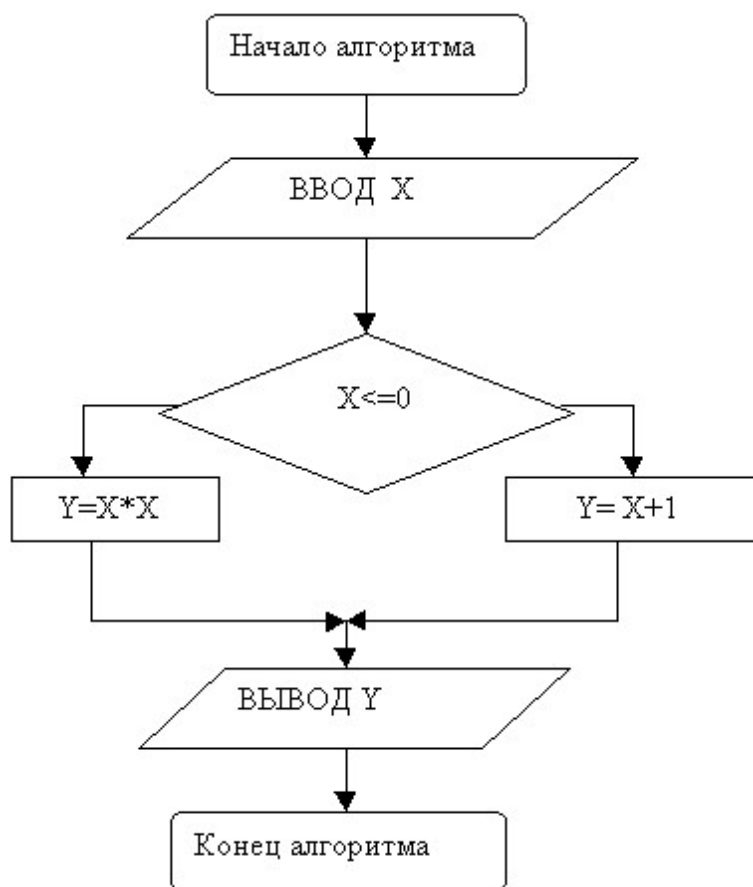 Начало алгоритма
ВВОД X
X<=0
Y=X*X
Y= X+1
ВЫВОД Y
Конец алгоритма